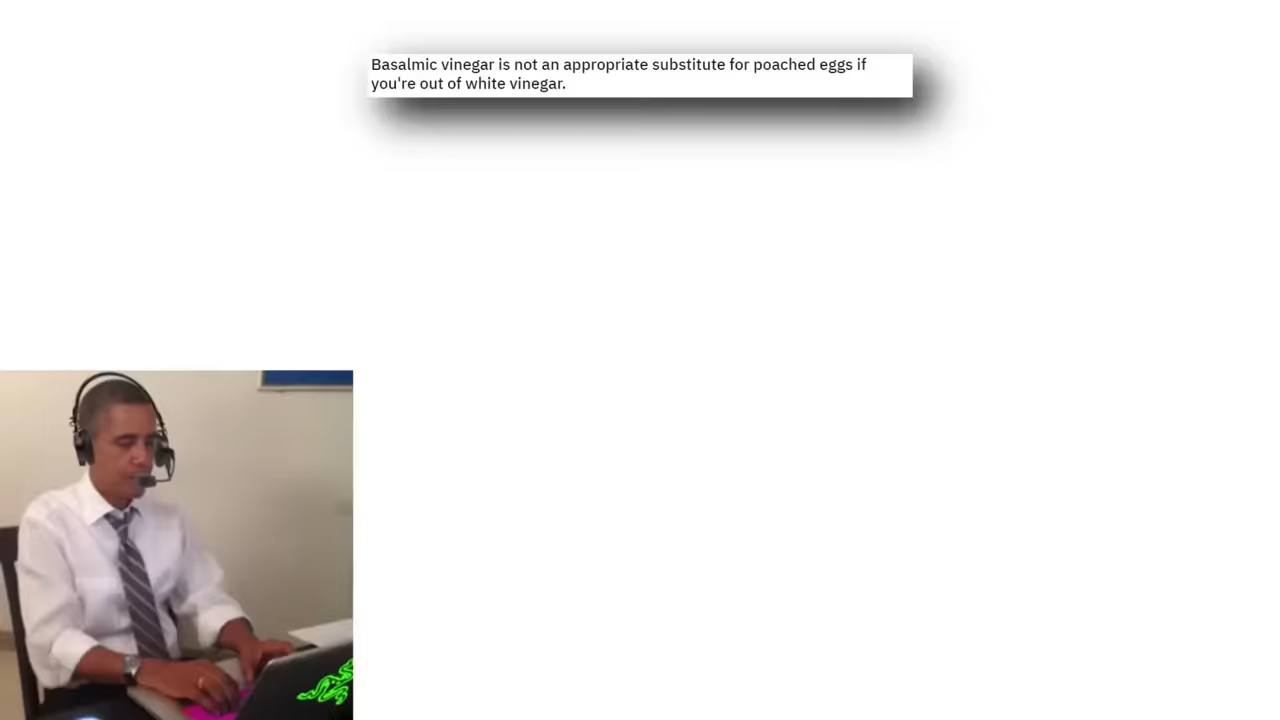 Basalmic vinegar is not an appropriate substitute for poached eggs if
you're out of white vinegar.